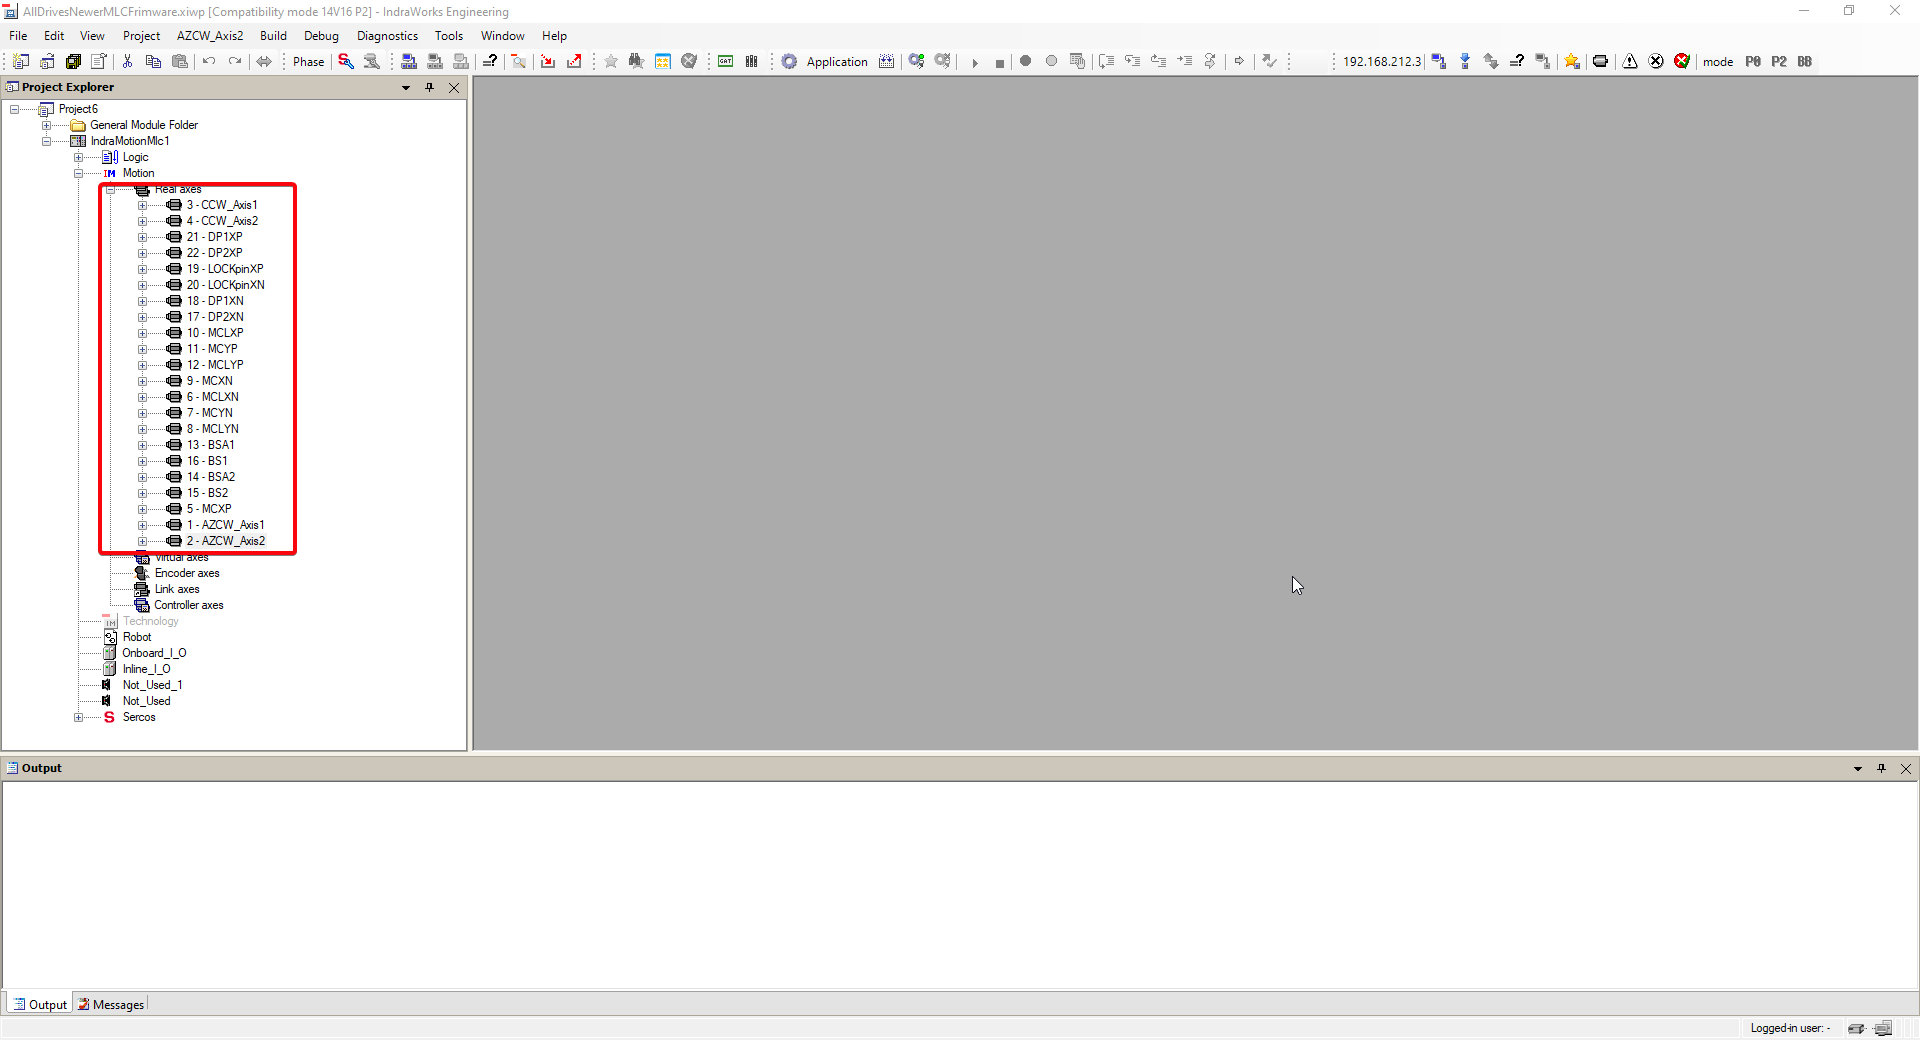 AllDrivesNewerMLCFrimware.xiwp [Compatibility mode 14V16 P2] - IndraWorks Engineering
File Edit View Project AZCW_Axis2 Build Debug Diagnostics Tools Window Help
Phase Application 192.168.212.3 mode P0 P2 BB
Project Explorer
Project6
General Module Folder
IndraMotionMlc1
Logic
IM Motion
Real axes
3 - CCW_Axis1
4 - CCW_Axis2
21 - DP1XP
22 - DP2XP
19 - LOCKpinXP
20 - LOCKpinXN
18 - DP1XN
17 - DP2XN
10 - MCLXP
11 - MCYP
12 - MCLYP
9 - MCXN
6 - MCLXN
7 - MCYN
8 - MCLYN
13 - BSA1
16 - BS1
14 - BSA2
15 - BS2
5 - MCXP
1 - AZCW_Axis1
2 - AZCW_Axis2
Virtual axes
Encoder axes
Link axes
Controller axes
IM Technology
Robot
Onboard_I_O
Inline_I_O
Not_Used_1
Not_Used
S Sercos
Output
Output Messages
Logged-in user: -